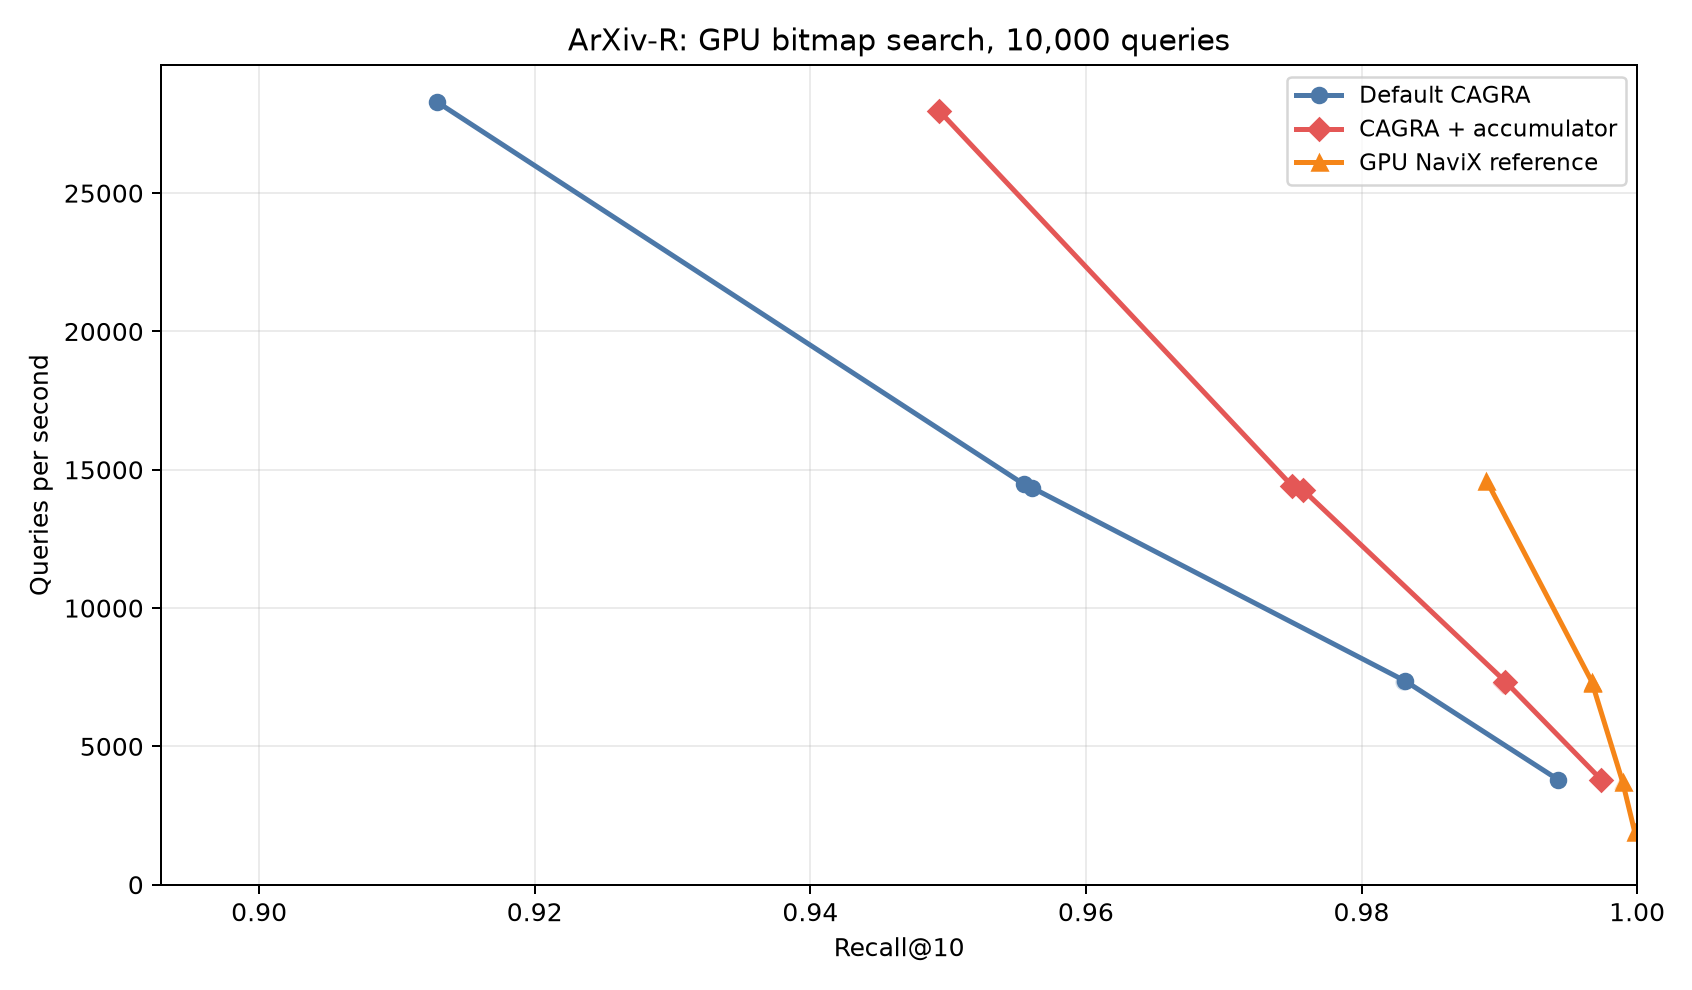 ArXiv-R: GPU bitmap search, 10,000 queries
Default CAGRA
CAGRA + accumulator
GPU NaviX reference
Queries per second
25000
20000
15000
10000
5000
0
0.90 0.92 0.94 0.96 0.98 1.00
Recall@10